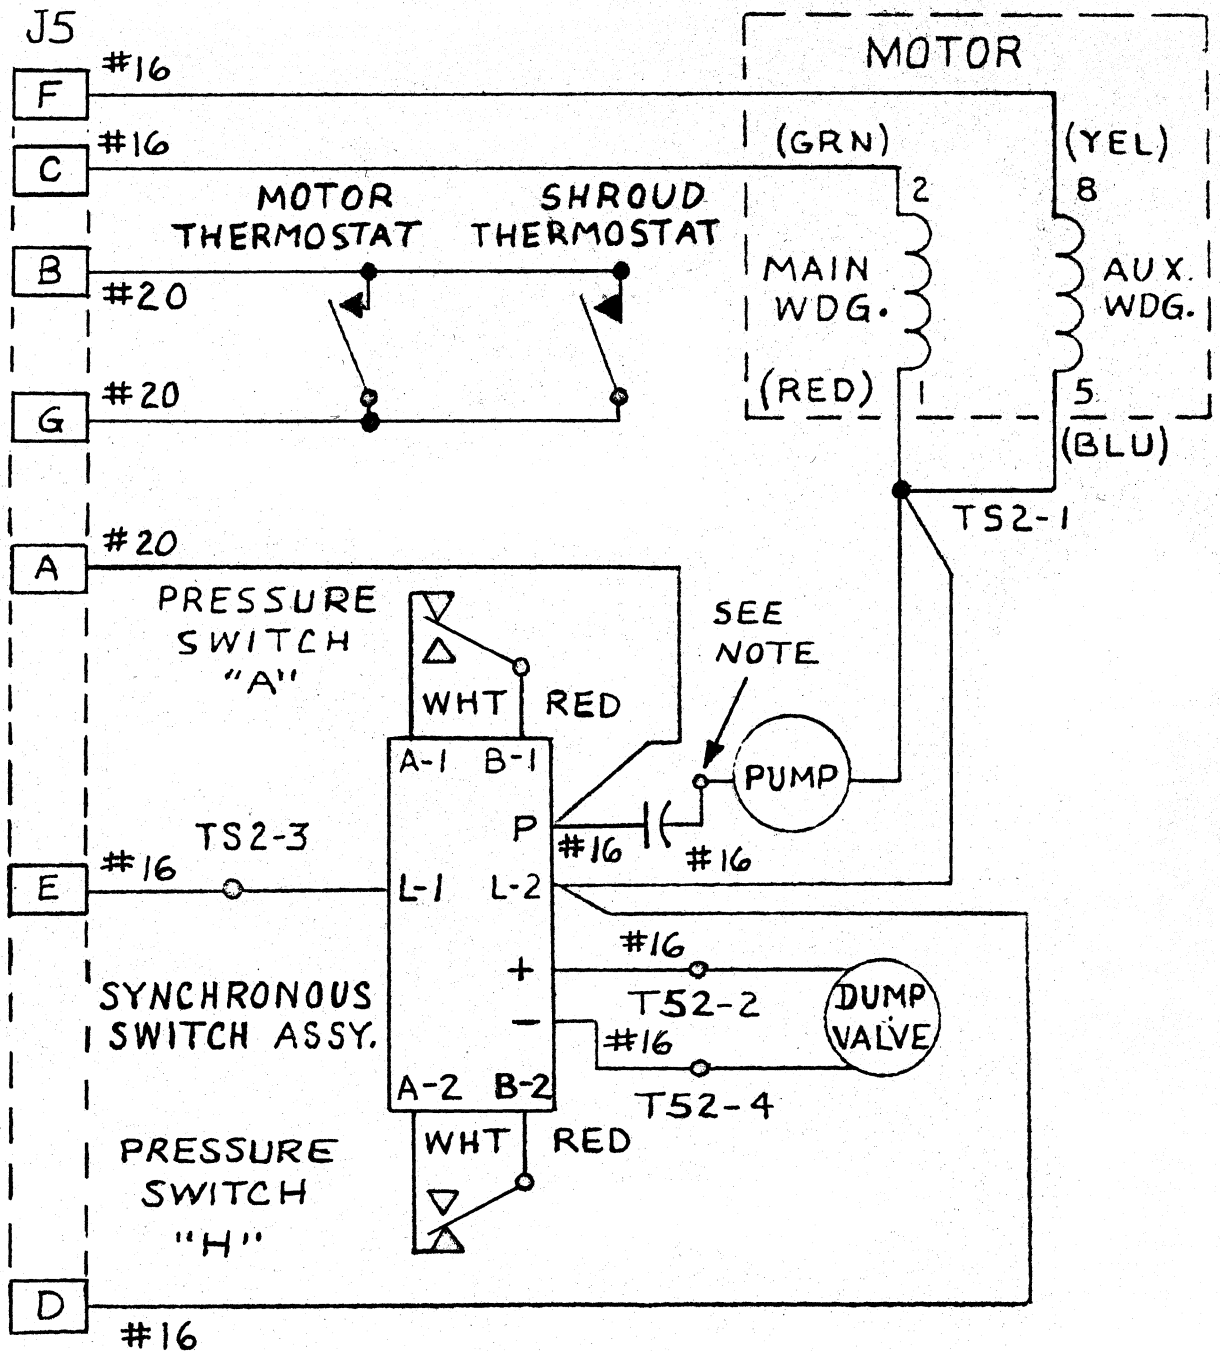 J5
MOTOR
F
#16
C
#16
(GRN)
(YEL)
2
8
MOTOR
THERMOSTAT
SHROUD
THERMOSTAT
B
#20
MAIN
WDG.
AUX.
WDG.
G
#20
(RED)
1
5
(BLU)
TS2-1
A
#20
PRESSURE
SWITCH
"A"
SEE
NOTE
WHT
RED
A-1
B-1
PUMP
P
#16
#16
TS2-3
E
#16
L-1
L-2
SYNCHRONOUS
SWITCH ASSY.
+
#16
T52-2
DUMP
VALVE
−
#16
T52-4
A-2
B-2
WHT
RED
PRESSURE
SWITCH
"H"
D
#16